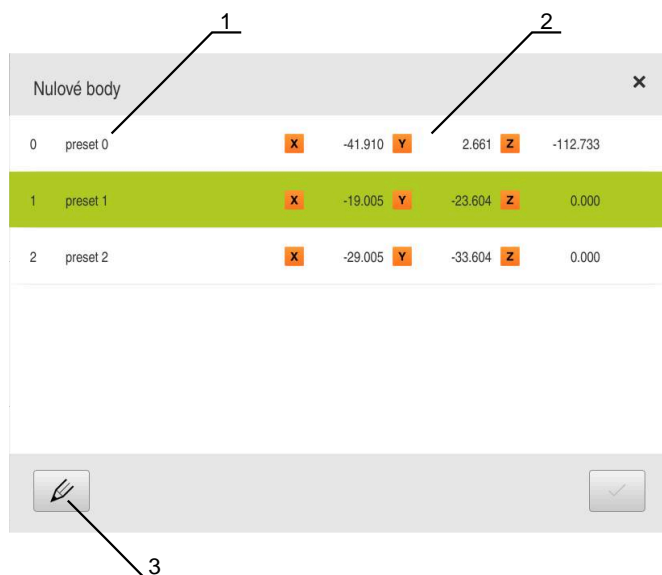 1 2
Nulové body ×
0 preset 0 X -41.910 Y 2.661 Z -112.733
1 preset 1 X -19.005 Y -23.604 Z 0.000
2 preset 2 X -29.005 Y -33.604 Z 0.000
3